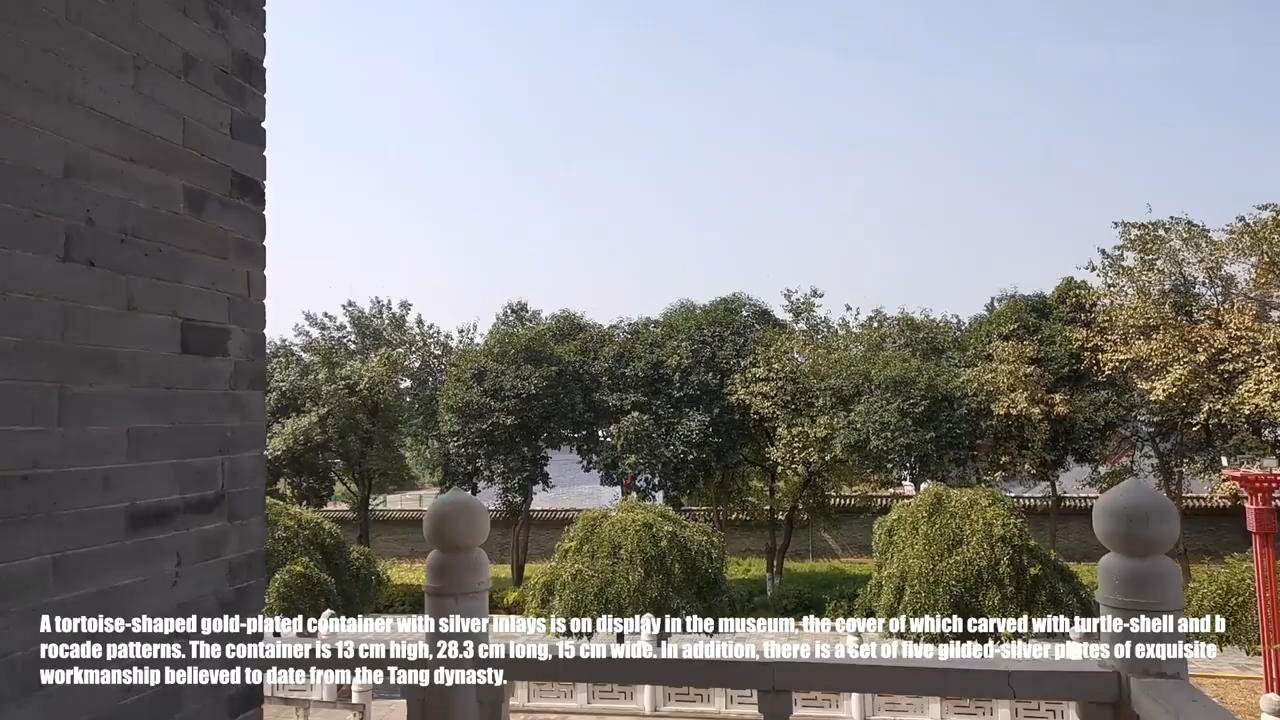 A tortoise-shaped gold-plated container with silver inlays is on display in the museum, the cover of which carved with turtle-shell and b
rocade patterns. The container is 13 cm high, 28.3 cm long, 15 cm wide. In addition, there is a set of five gilded-silver plates of exquisite
workmanship believed to date from the Tang dynasty.